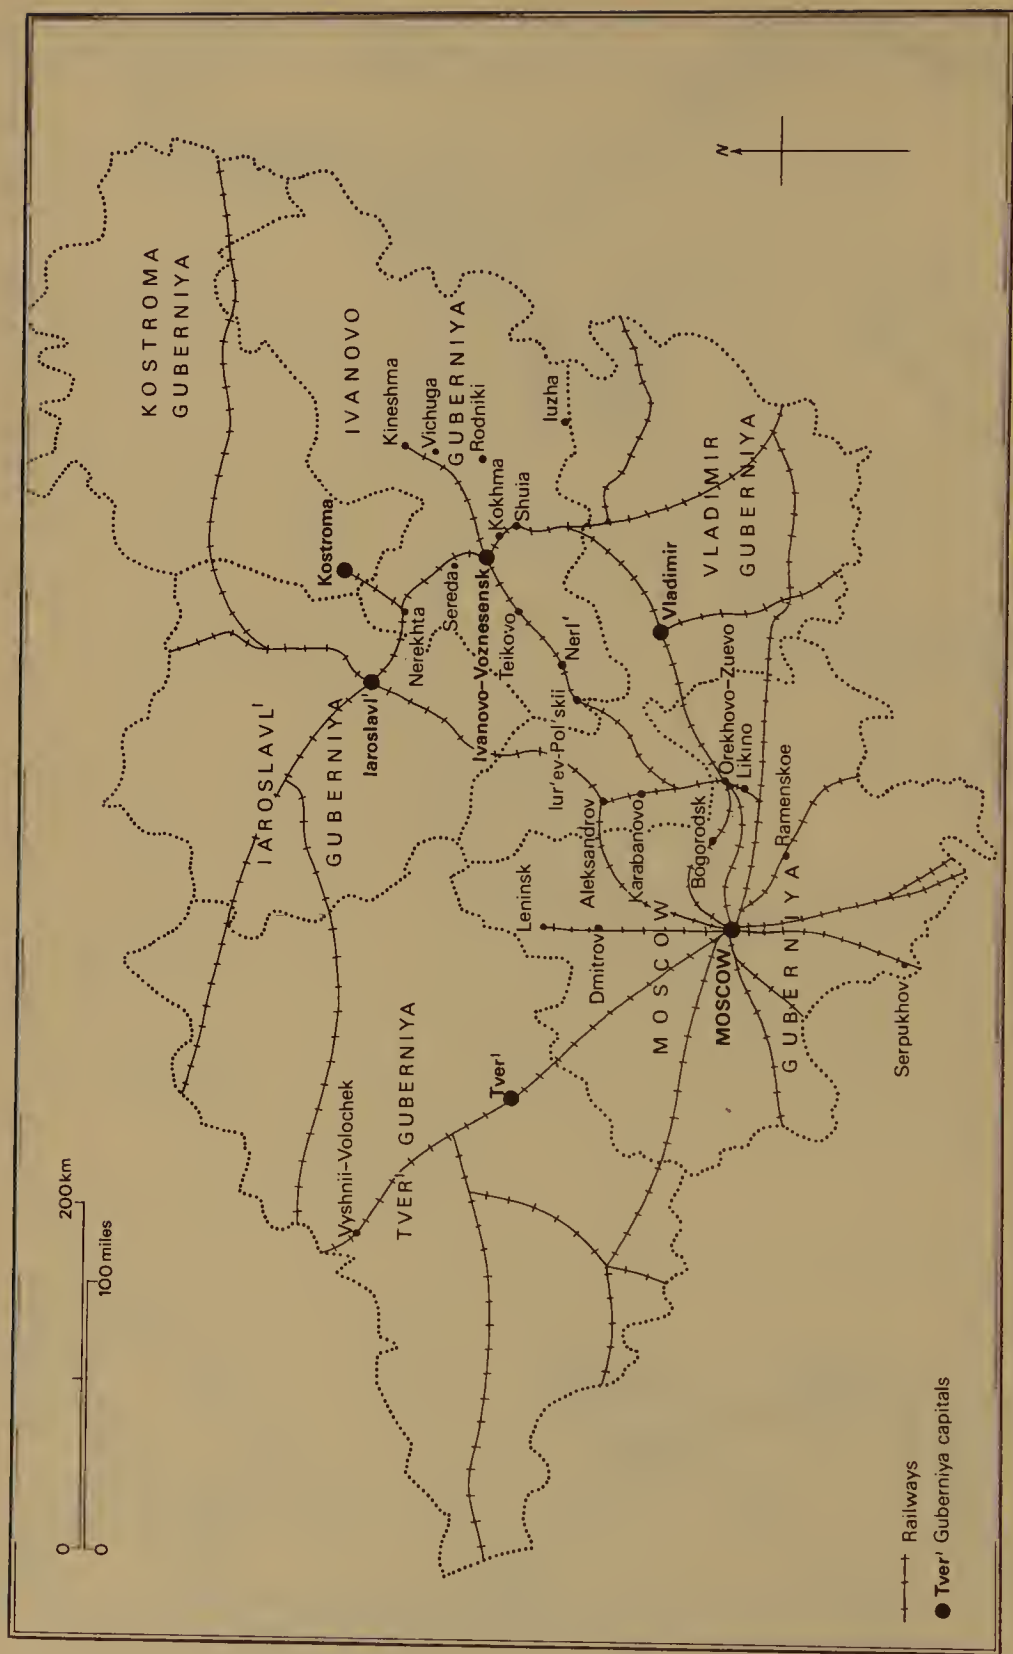 0
200km
0
100 miles
KOSTROMA
GUBERNIYA
IVANOVO
GUBERNIYA
IAROSLAVL'
GUBERNIYA
TVER' GUBERNIYA
MOSCOW
GUBERNIYA
VLADIMIR
GUBERNIYA
Kostroma
Kineshma
Vichuga
Rodniki
Iuzha
Kokhma
Shuia
Nerekhta
Sereda
Iaroslavl'
Ivanovo-Voznesensk
Teikovo
Nerl'
Iur'ev-Pol'skii
Vladimir
Aleksandrov
Karabanovo
Orekhovo-Zuevo
Likino
Bogorodsk
Ramenskoe
Leninsk
Dmitrov
MOSCOW
Serpukhov
Tver'
Vyshnii-Volochek
N
Railways
Tver' Guberniya capitals